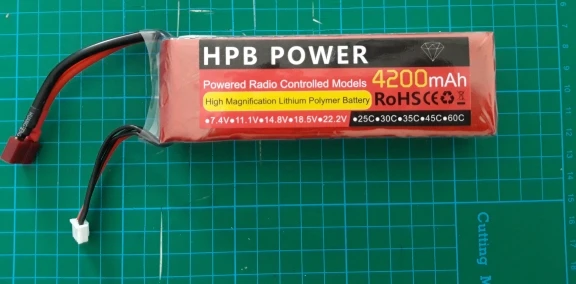 HPB POWER
Powered Radio Controlled Models 4200mAh
High Magnification Lithium Polymer Battery RoHS CE
●7.4V●11.1V●14.8V●18.5V●22.2V ●25C●30C●35C●45C●60C
Cutting M